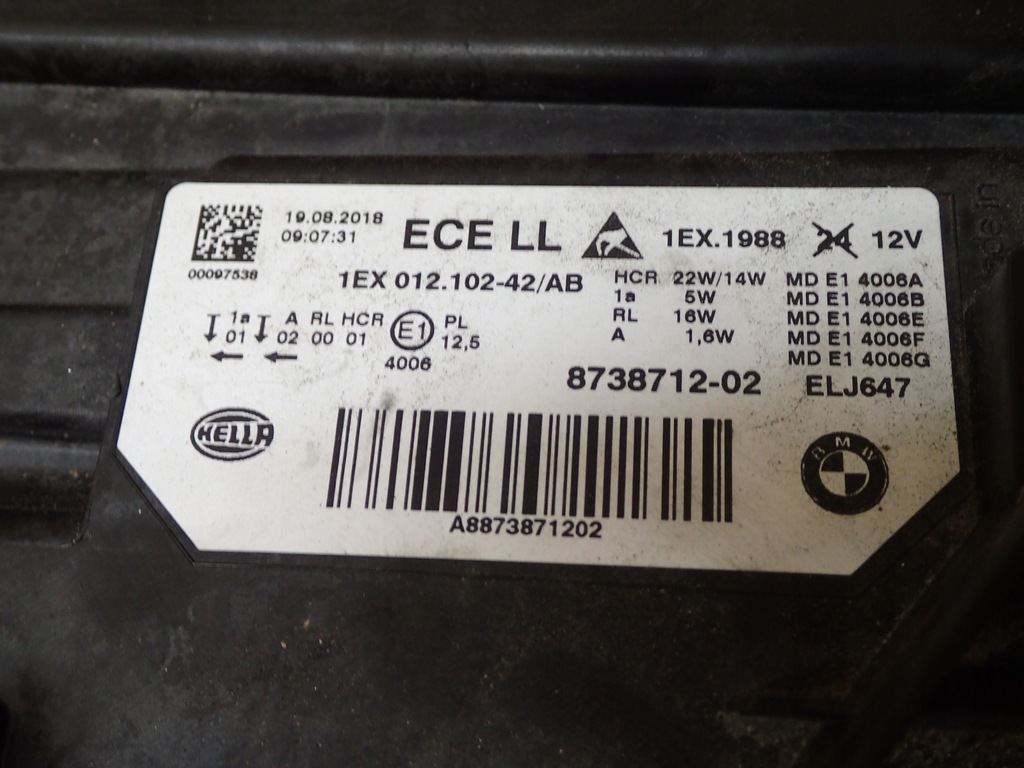 19.08.2018
09:07:31
00097538
ECE LL
1EX.1988 24 12V
1EX 012.102-42/AB
HCR 22W/14W MD E1 4006A
1a 5W MD E1 4006B
RL 16W MD E1 4006E
A 1,6W MD E1 4006F
MD E1 4006G
1a A RL HCR E1 PL
01 02 00 01 12,5
4006
8738712-02 ELJ647
HELLA
BMW
A8873871202